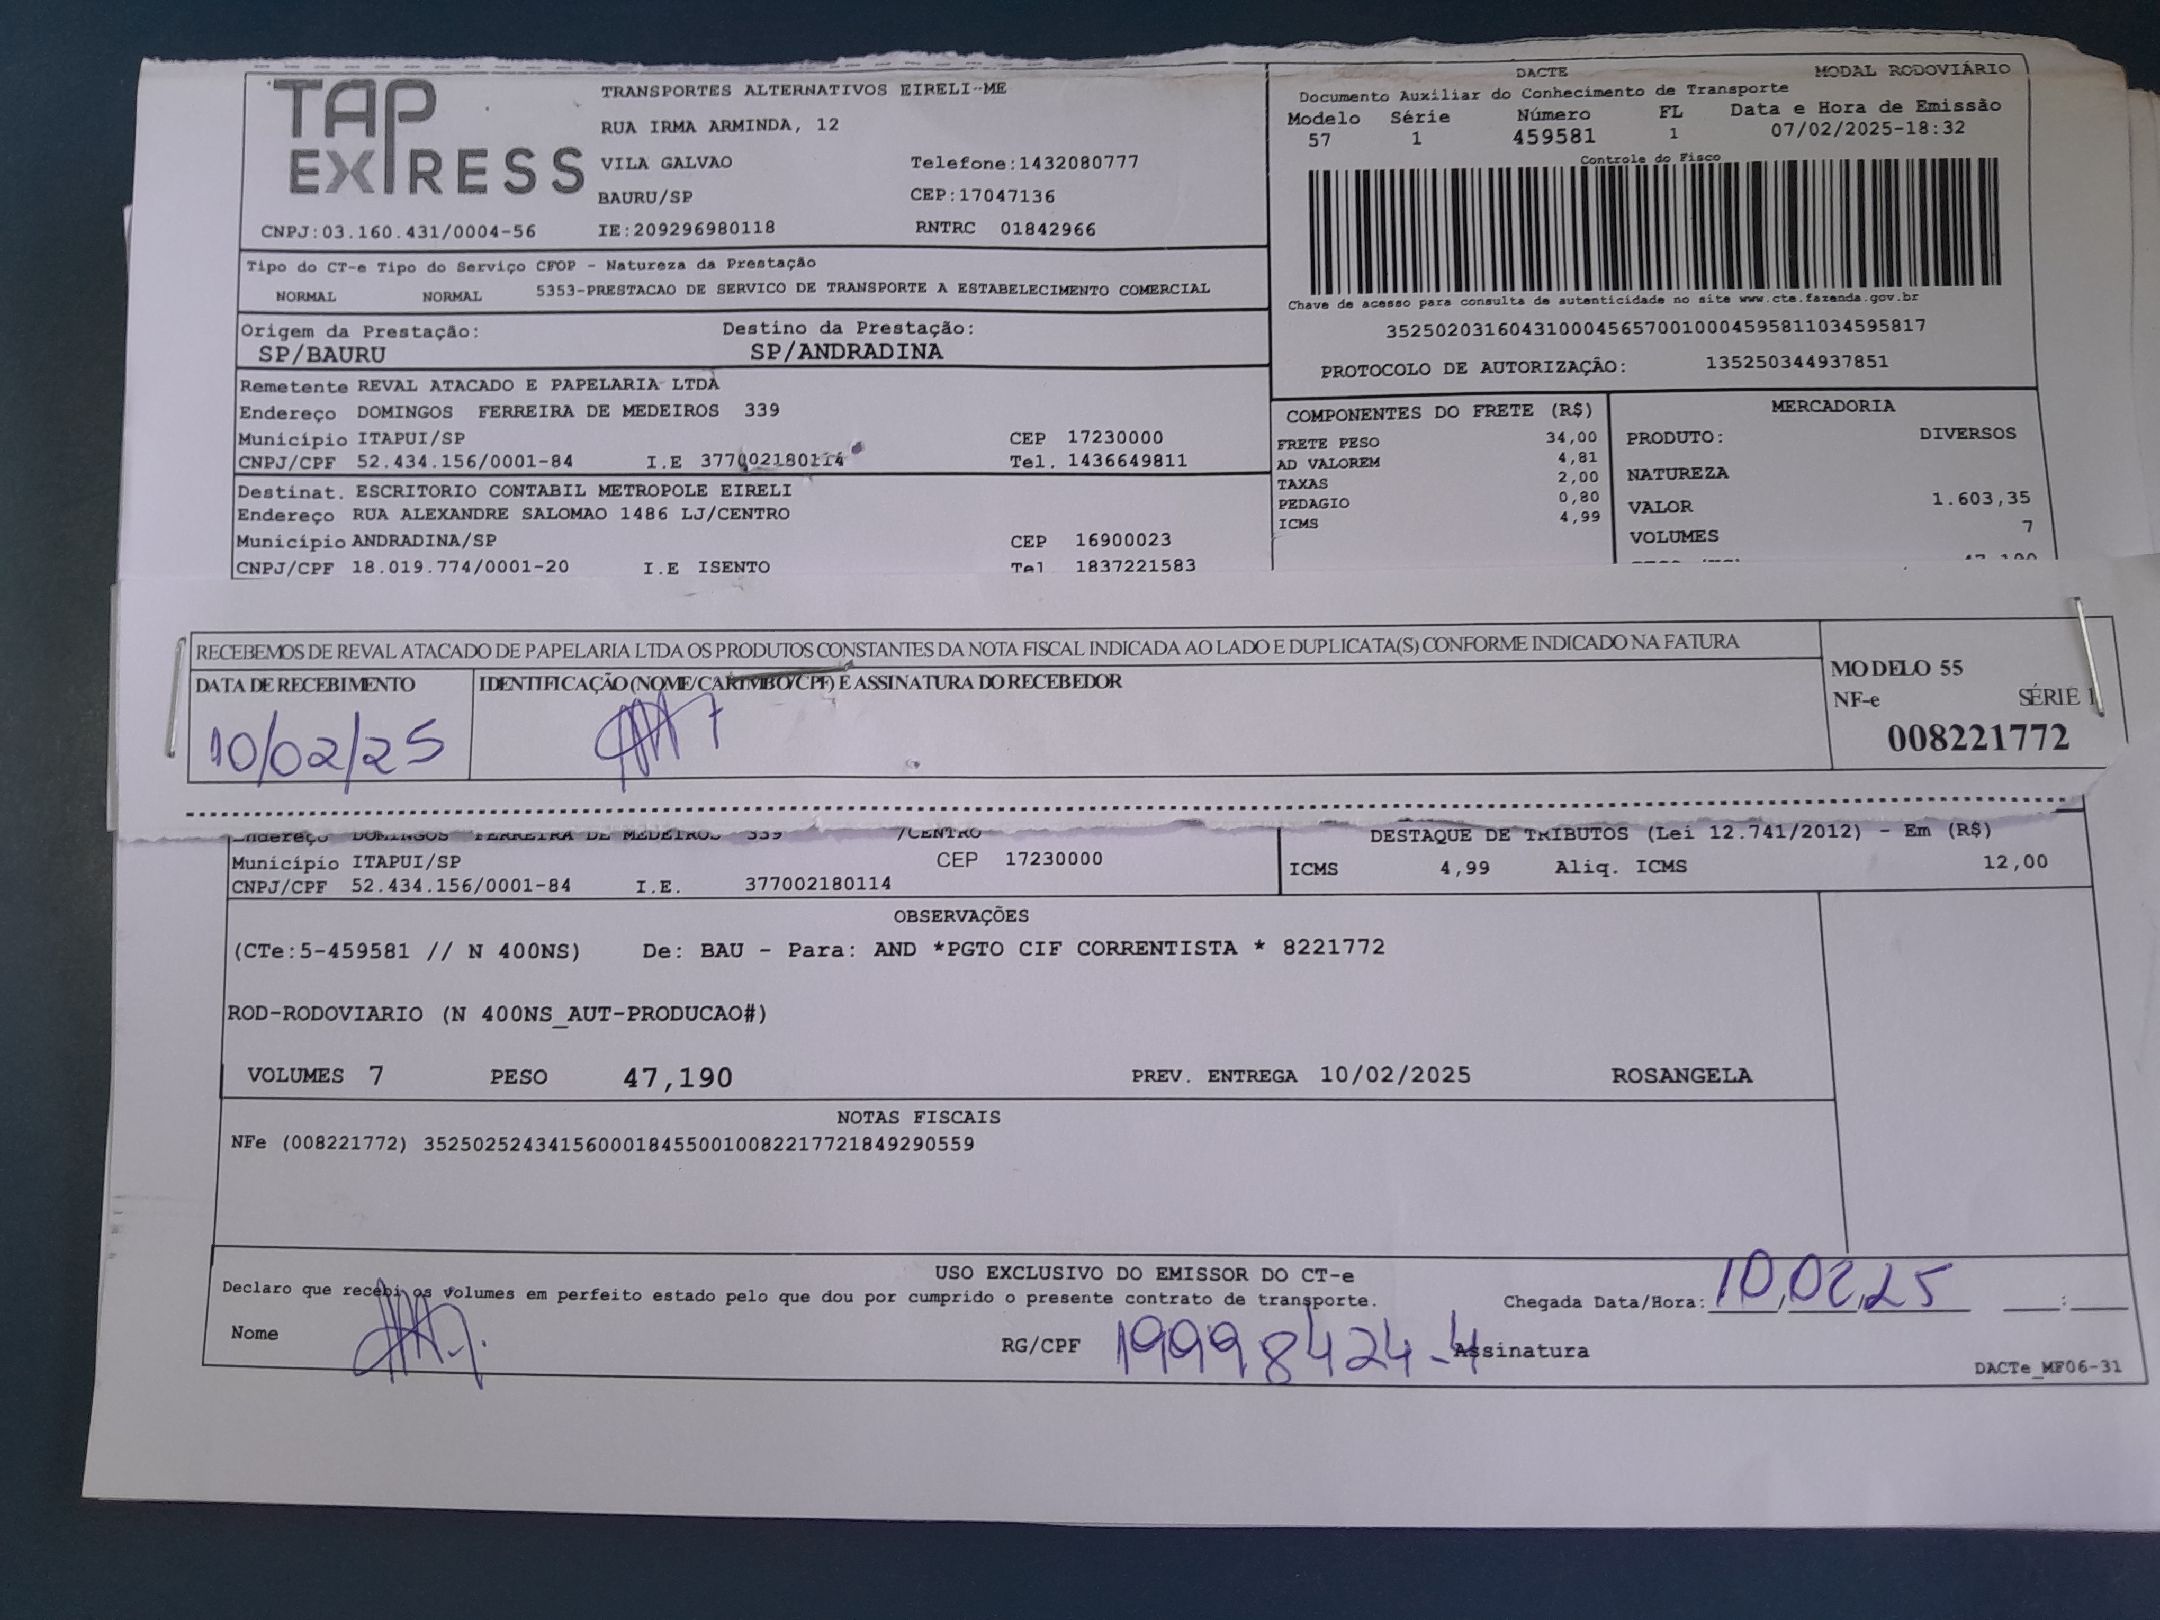 TAP EXPRESS
TRANSPORTES ALTERNATIVOS EIRELI-ME
RUA IRMA ARMINDA, 12
VILA GALVAO Telefone:1432080777
BAURU/SP CEP:17047136
CNPJ:03.160.431/0004-56 IE:209296980118 RNTRC 01842966
DACTE MODAL RODOVIÁRIO
Documento Auxiliar do Conhecimento de Transporte
Modelo Série Número FL Data e Hora de Emissão
57 1 459581 1 07/02/2025-18:32
Controle do Fisco
Chave de acesso para consulta de autenticidade no site www.cte.fazenda.gov.br
35250203160431000456570010004595811034595817
PROTOCOLO DE AUTORIZAÇÂO: 135250344937851
Tipo do CT-e Tipo do Serviço CFOP - Natureza da Prestação
NORMAL NORMAL 5353-PRESTACAO DE SERVICO DE TRANSPORTE A ESTABELECIMENTO COMERCIAL
Origem da Prestação: Destino da Prestação:
SP/BAURU SP/ANDRADINA
Remetente REVAL ATACADO E PAPELARIA LTDA
Endereço DOMINGOS FERREIRA DE MEDEIROS 339
Município ITAPUI/SP CEP 17230000
CNPJ/CPF 52.434.156/0001-84 I.E 377002180114 Tel. 1436649811
Destinat. ESCRITORIO CONTABIL METROPOLE EIRELI
Endereço RUA ALEXANDRE SALOMAO 1486 LJ/CENTRO
Município ANDRADINA/SP CEP 16900023
CNPJ/CPF 18.019.774/0001-20 I.E ISENTO Tel 1837221583
COMPONENTES DO FRETE (R$)
FRETE PESO 34,00
AD VALOREM 4,81
TAXAS 2,00
PEDAGIO 0,80
ICMS 4,99
MERCADORIA
PRODUTO: DIVERSOS
NATUREZA
VALOR 1.603,35
VOLUMES 7
RECEBEMOS DE REVAL ATACADO DE PAPELARIA LTDA OS PRODUTOS CONSTANTES DA NOTA FISCAL INDICADA AO LADO E DUPLICATA(S) CONFORME INDICADO NA FATURA
DATA DE RECEBIMENTO IDENTIFICAÇÃO (NOME/CARIMBO/CPF) E ASSINATURA DO RECEBEDOR
10/02/25
MODELO 55
NF-e SÉRIE 1
008221772
Endereço DOMINGOS FERREIRA DE MEDEIROS 339 /CENTRO
Município ITAPUI/SP CEP 17230000
CNPJ/CPF 52.434.156/0001-84 I.E. 377002180114
DESTAQUE DE TRIBUTOS (Lei 12.741/2012) - Em (R$)
ICMS 4,99 Aliq. ICMS 12,00
OBSERVAÇÕES
(CTe:5-459581 // N 400NS) De: BAU - Para: AND *PGTO CIF CORRENTISTA * 8221772
ROD-RODOVIARIO (N 400NS_AUT-PRODUCAO#)
VOLUMES 7 PESO 47,190 PREV. ENTREGA 10/02/2025 ROSANGELA
NOTAS FISCAIS
NFe (008221772) 35250252434156000184550010082217721849290559
USO EXCLUSIVO DO EMISSOR DO CT-e
Declaro que recebi os volumes em perfeito estado pelo que dou por cumprido o presente contrato de transporte. Chegada Data/Hora: 10,02,25 :
Nome RG/CPF 19998424-4 Assinatura
DACTe_MF06-31